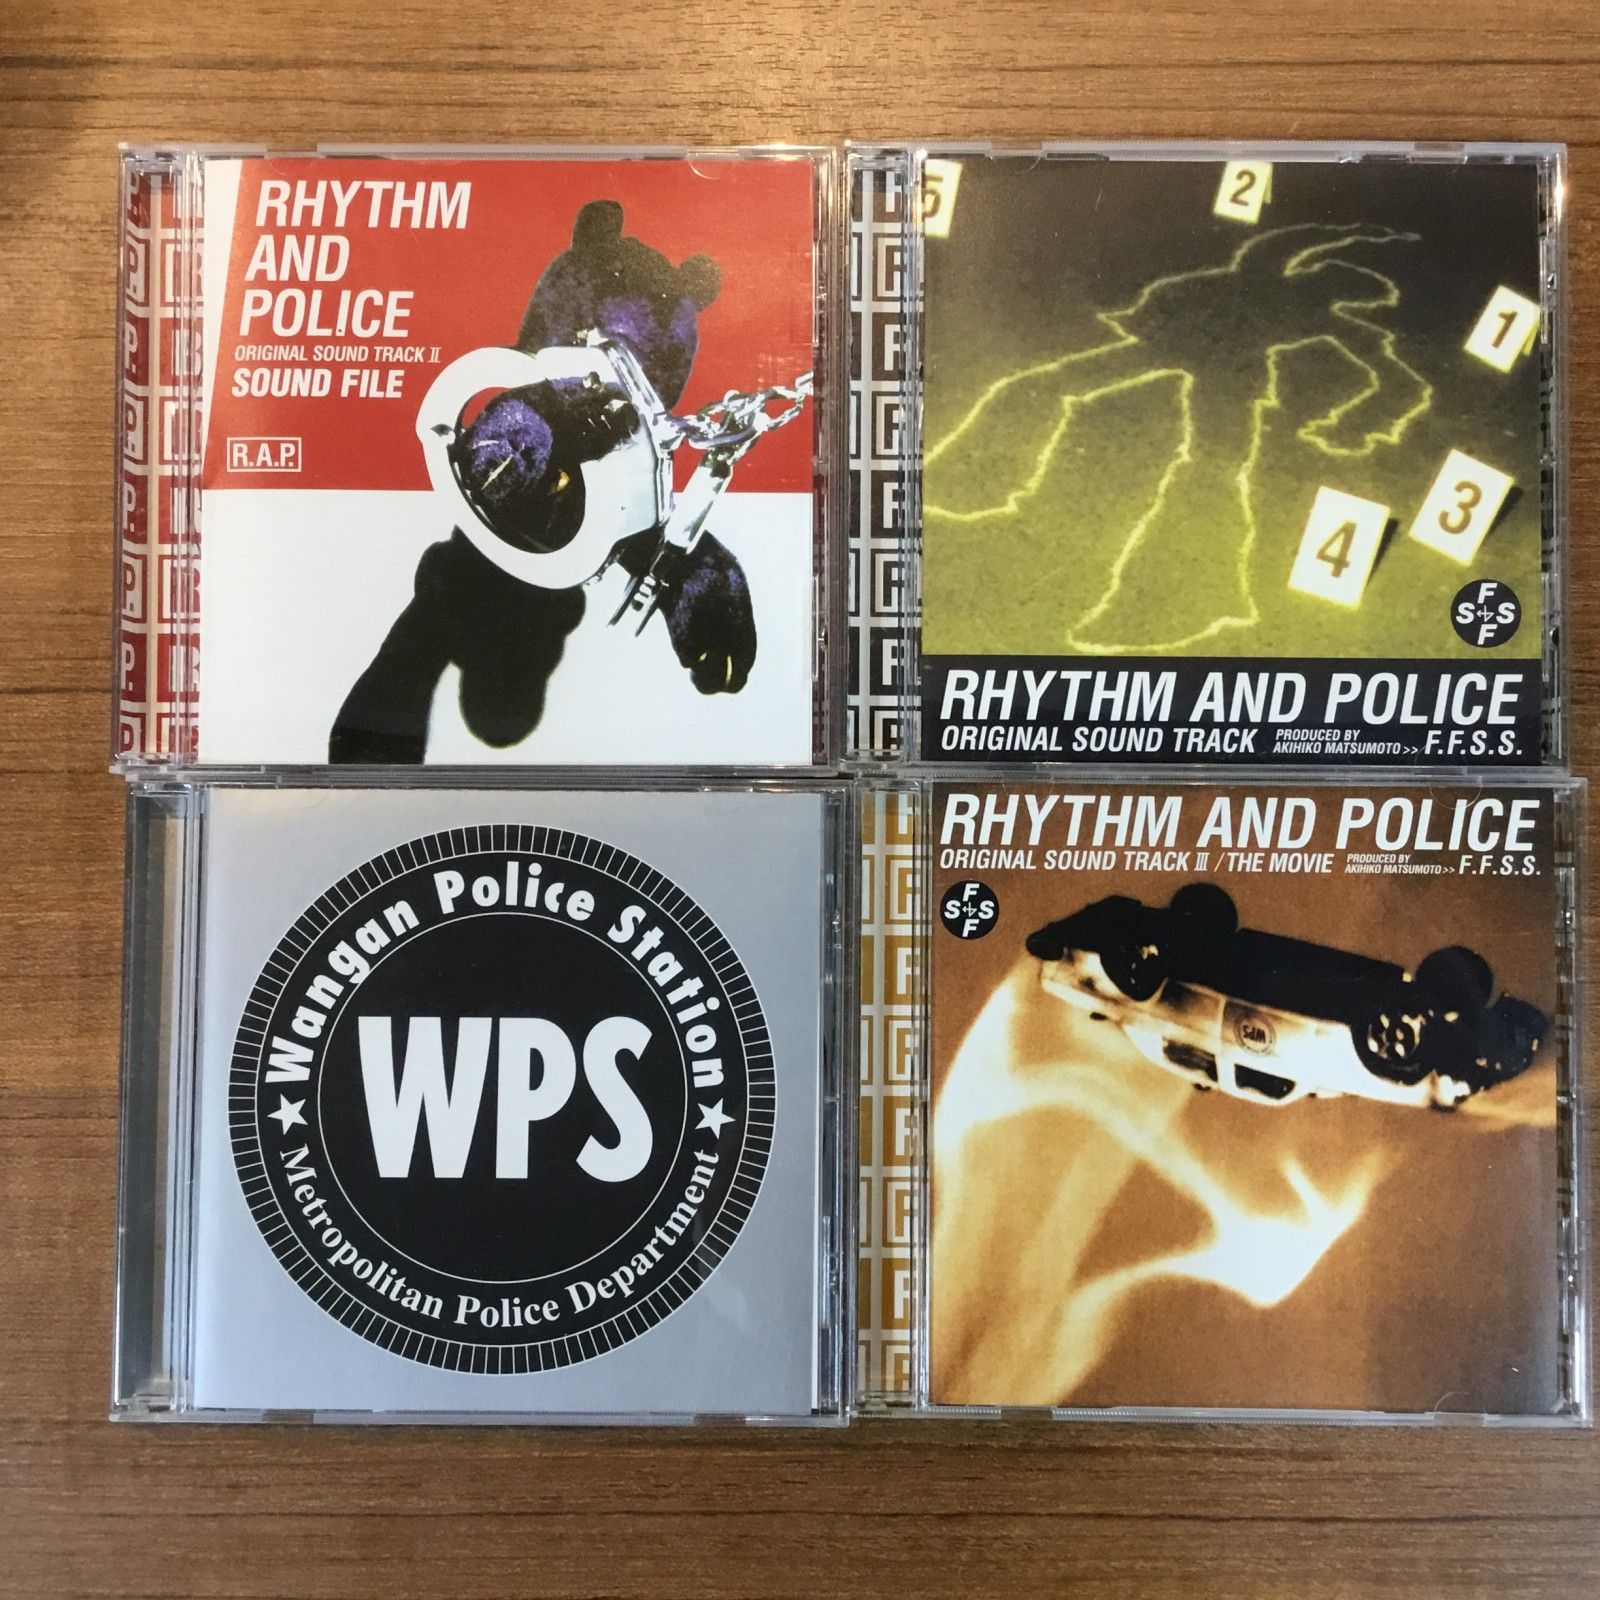 RHYTHM
AND
POLICE
ORIGINAL SOUND TRACK II
SOUND FILE
R.A.P.
5
2
1
3
4
F
S S
F
RHYTHM AND POLICE
ORIGINAL SOUND TRACK PRODUCED BY AKIHIKO MATSUMOTO>> F.F.S.S.
Wangan Police Station
WPS
Metropolitan Police Department
RHYTHM AND POLICE
ORIGINAL SOUND TRACK III / THE MOVIE PRODUCED BY AKIHIKO MATSUMOTO>> F.F.S.S.
F
S S
F
WPS